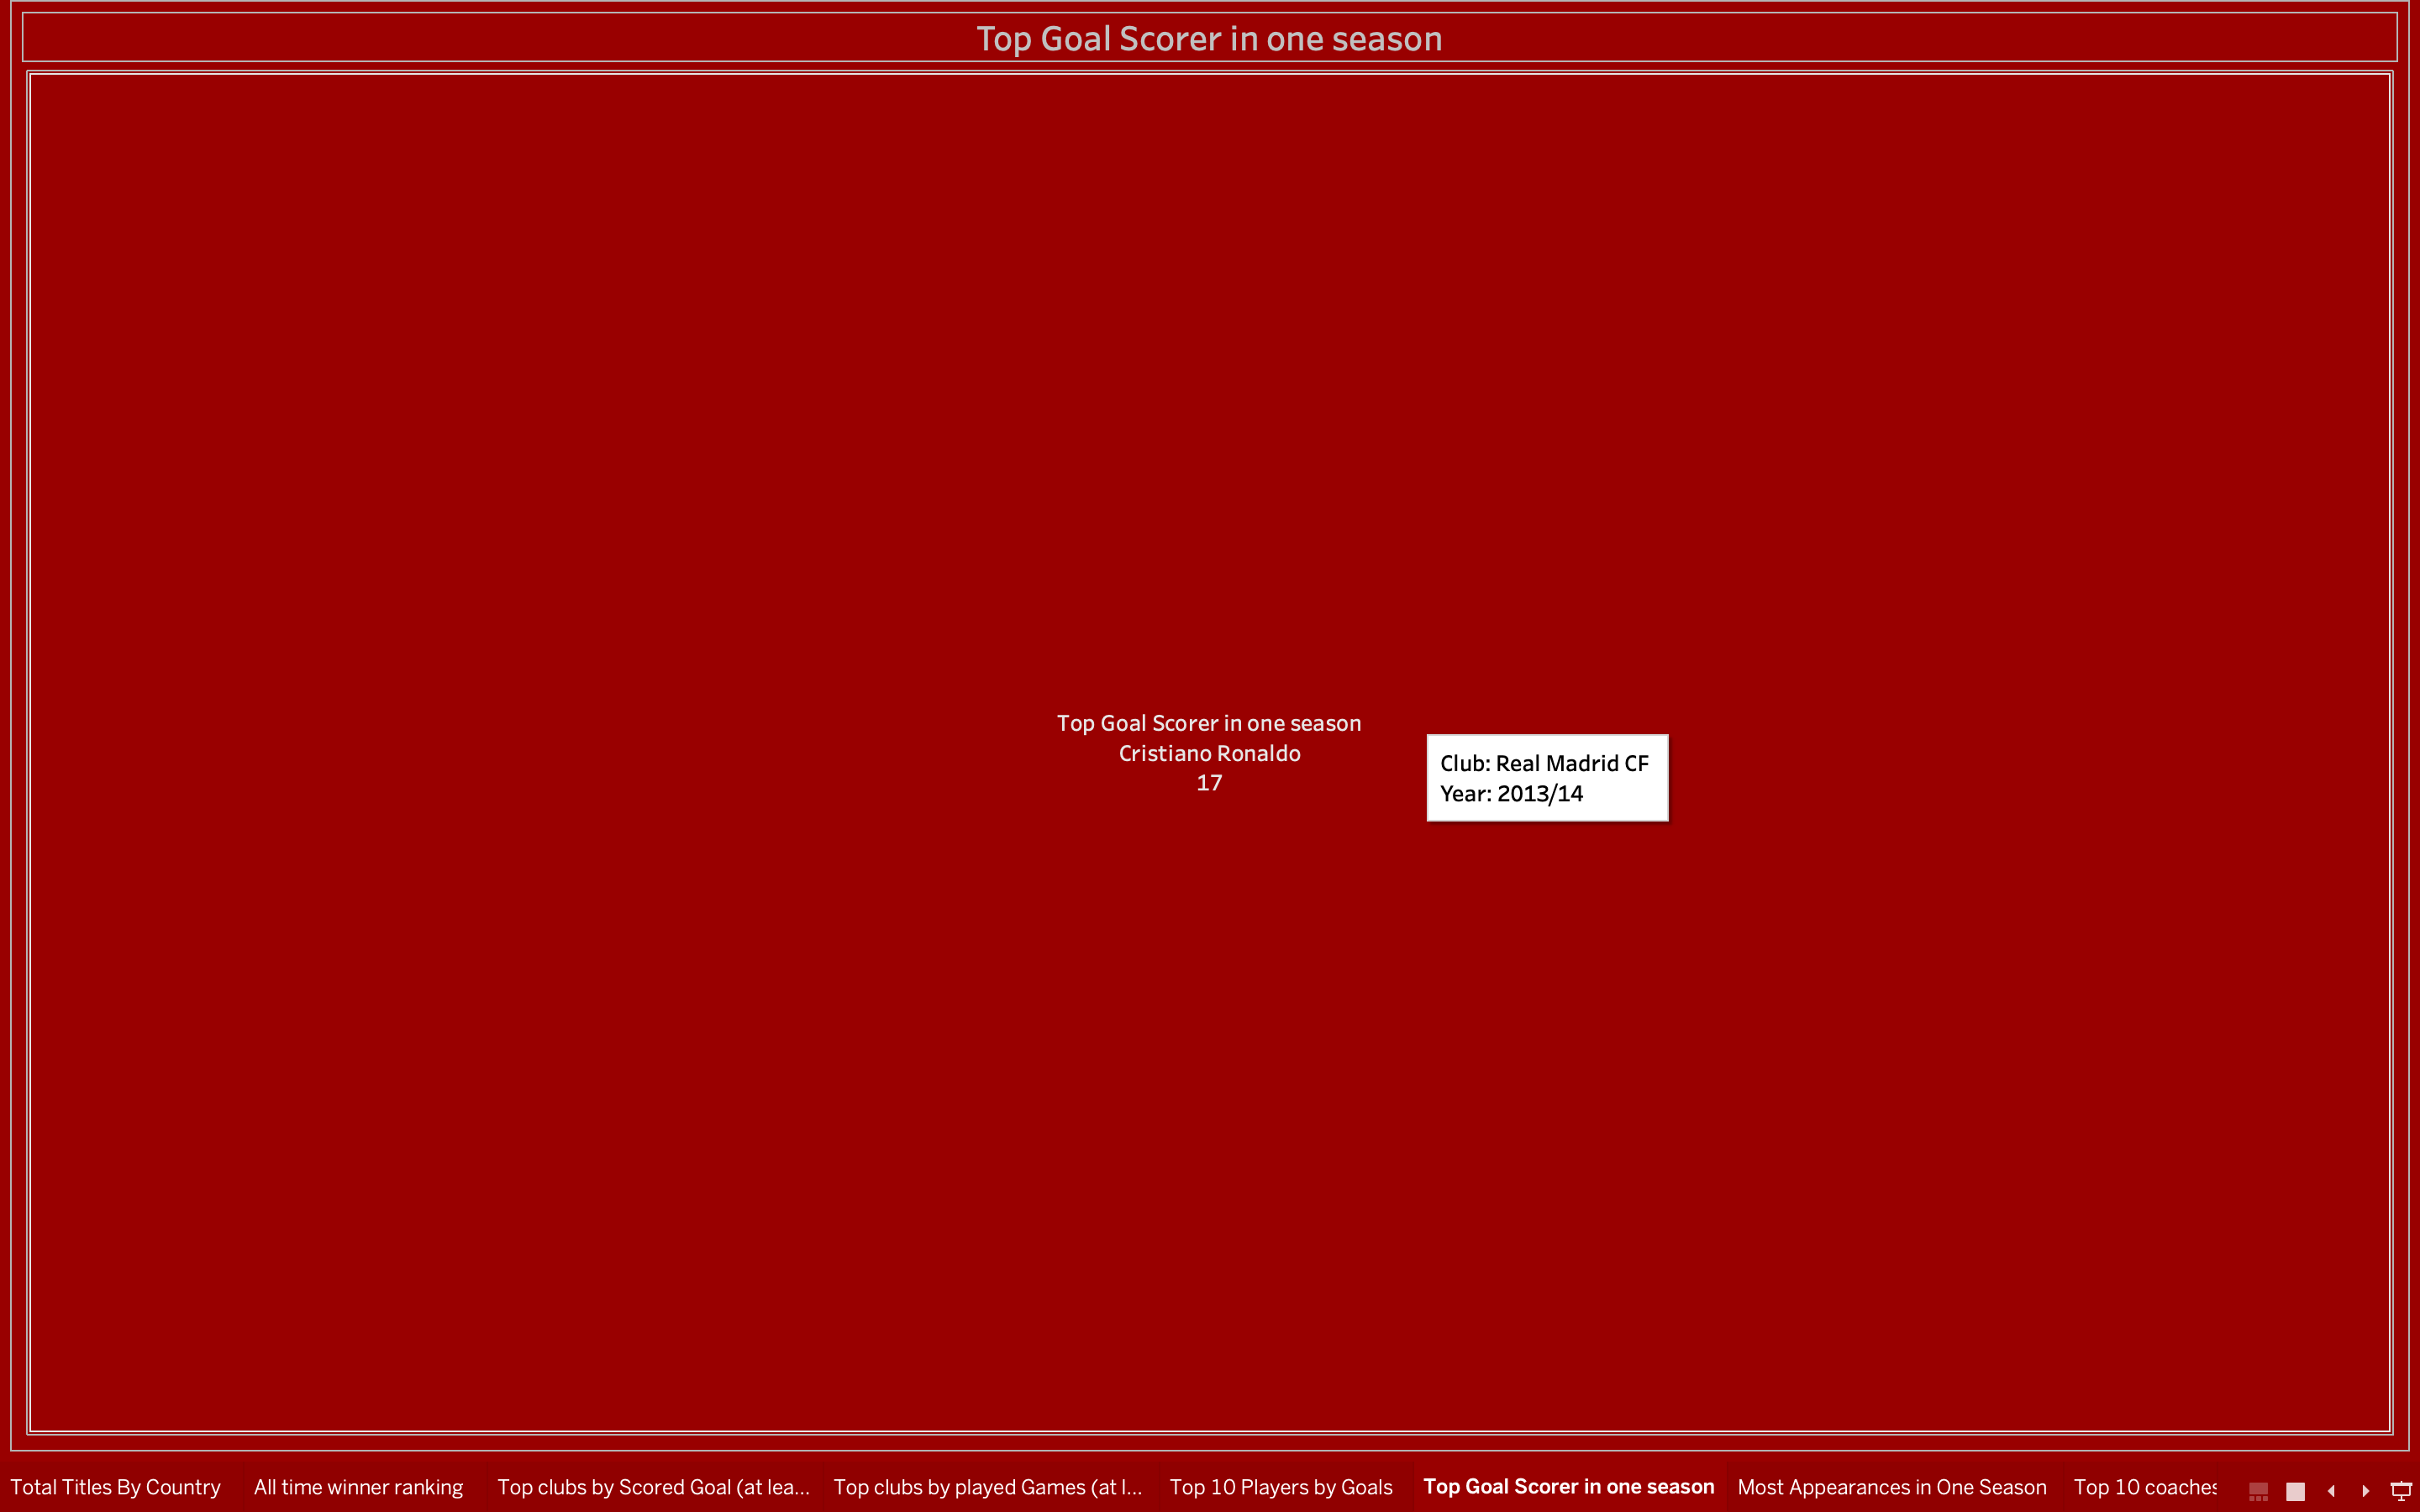 Top Goal Scorer in one season
Top Goal Scorer in one season
Cristiano Ronaldo
17
Club: Real Madrid CF
Year: 2013/14
Total Titles By Country
All time winner ranking
Top clubs by Scored Goal (at lea...
Top clubs by played Games (at l...
Top 10 Players by Goals
Top Goal Scorer in one season
Most Appearances in One Season
Top 10 coaches